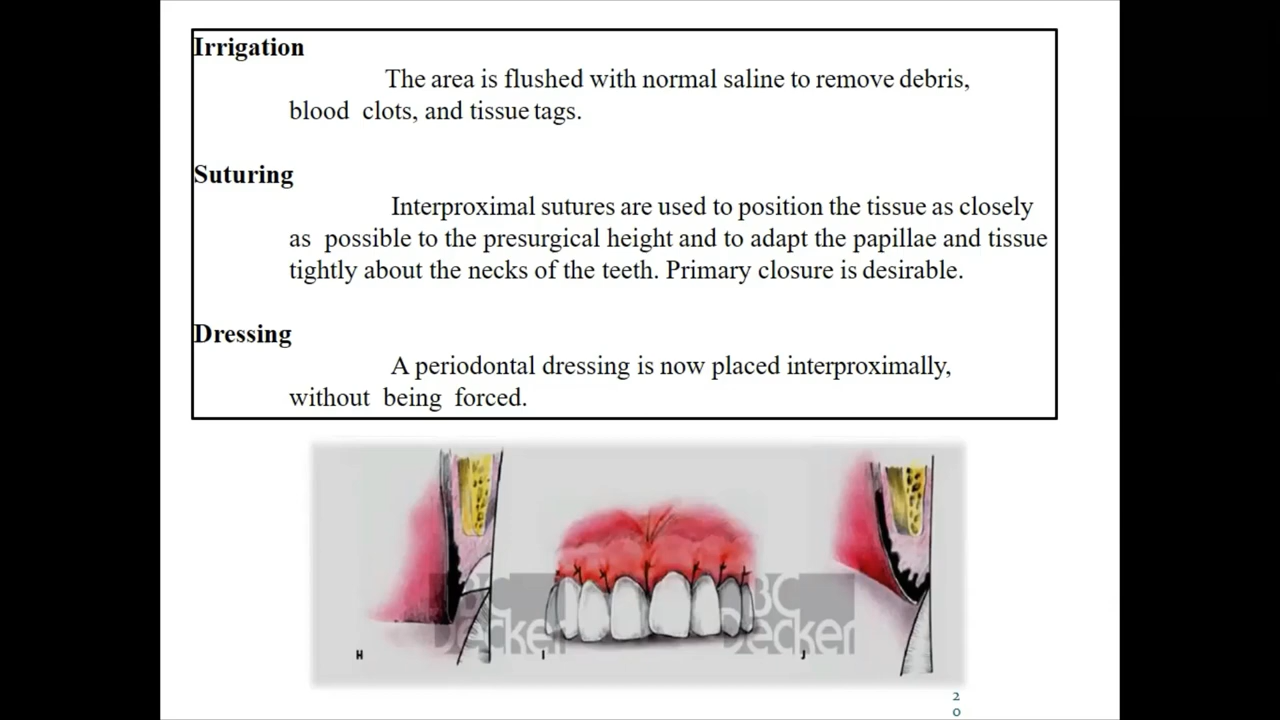 Irrigation
The area is flushed with normal saline to remove debris,
blood clots, and tissue tags.
Suturing
Interproximal sutures are used to position the tissue as closely
as possible to the presurgical height and to adapt the papillae and tissue
tightly about the necks of the teeth. Primary closure is desirable.
Dressing
A periodontal dressing is now placed interproximally,
without being forced.
BC
Decker
BC
Decker
H
I
J
2
0